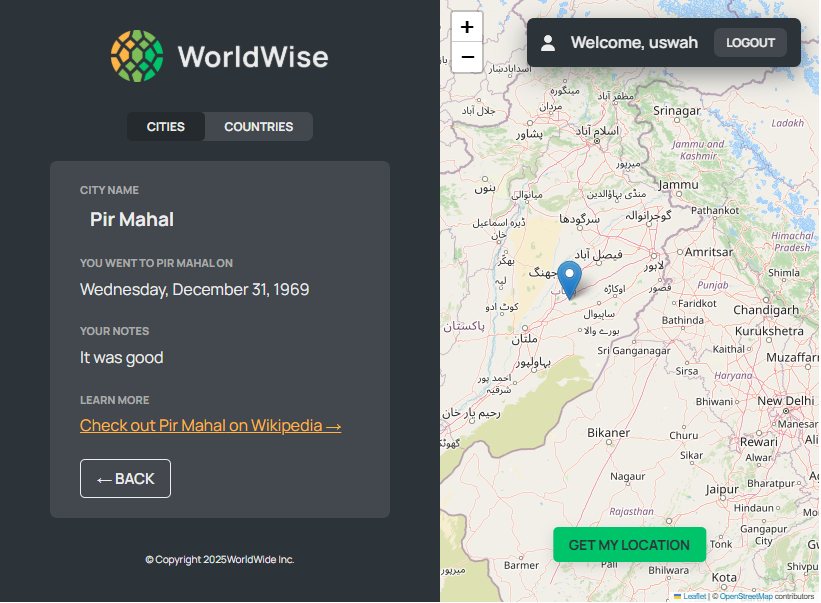 WorldWise
CITIES
COUNTRIES
CITY NAME
Pir Mahal
YOU WENT TO PIR MAHAL ON
Wednesday, December 31, 1969
YOUR NOTES
It was good
LEARN MORE
Check out Pir Mahal on Wikipedia →
← BACK
© Copyright 2025WorldWide Inc.
+
−
Welcome, uswah
LOGOUT
مینگورہ
مردان
مظفر آباد
جلال آباد
پشاور
اسلام آباد
Srinagar
Ladakh
Jammu and
Kashmir
میرپور
بنوں
میانوالی
منڈی بہاؤالدین
Jammu
ڈیرہ اسماعیل
خان
سرگودھا
گوجرانوالہ
Pathankot
Himachal
Pradesh
بھکر
فیصل آباد
لاہور
Amritsar
جھنگ
Shimla
لیہ
اوکاڑہ
قصور
Punjab
کوٹ ادو
ساہیوال
Faridkot
Chandigarh
پاکستان
بورے والا
Bathinda
Kurukshetra
ملتان
Sri Ganganagar
Kaithal
Muzaffar
بہاولپور
Sirsa
Haryana
احمد پور
شرقیہ
رحیم یار خان
Bhiwani
New Delhi
Manesar
Bikaner
Churu
Rewari
Sikar
Alwar
Nagaur
Jaipur
Bharatpur
Rajasthan
Hindaun
Gangapur
City
GET MY LOCATION
Tonk
Barmer
Pali
Bhilwara
Kota
Shivpu
میرپور
Leaflet | © OpenStreetMap contributors